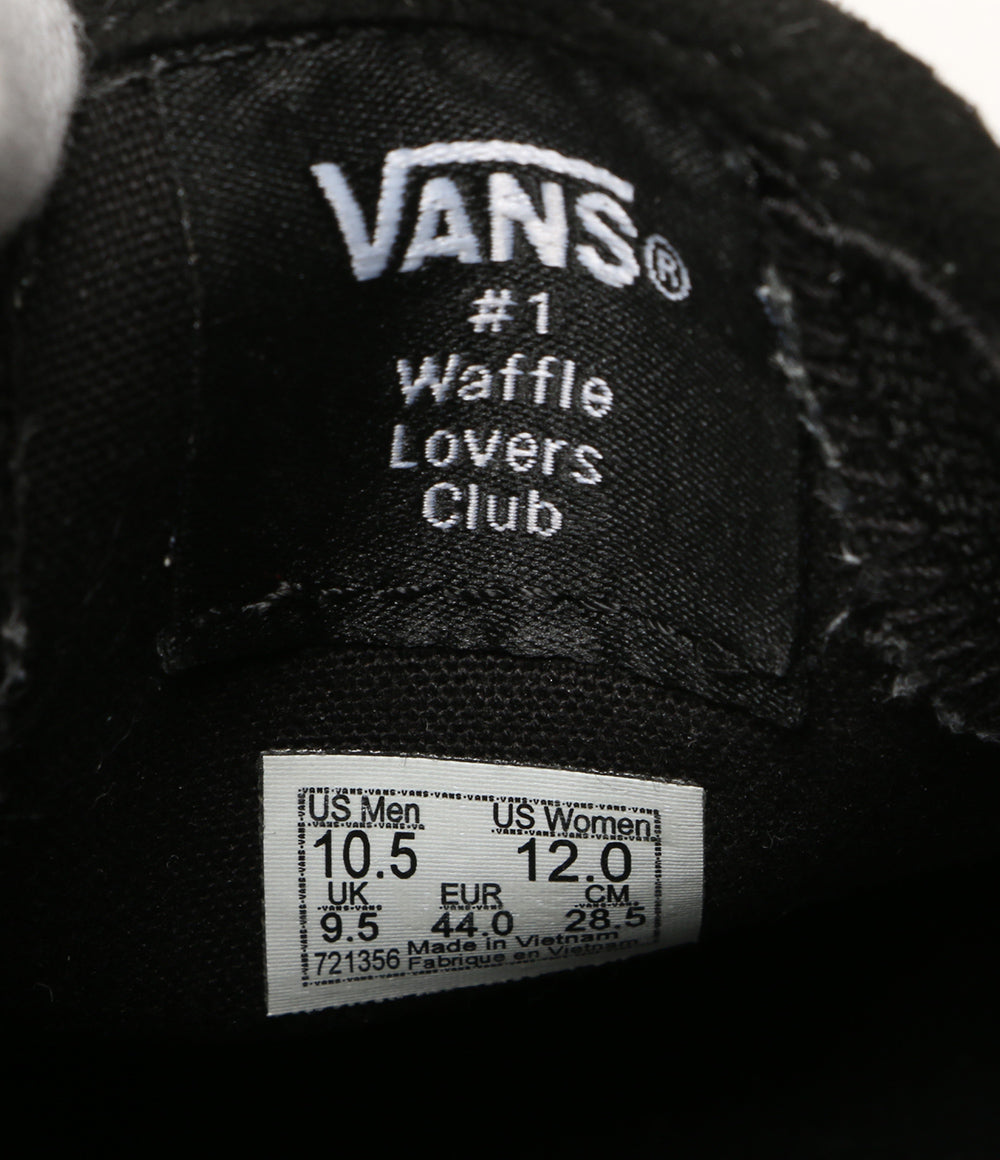 VANS®
#1
Waffle
Lovers
Club
US Men US Women
10.5 12.0
UK EUR CM
9.5 44.0 28.5
721356 Made in Vietnam
Fabrique en Vietnam